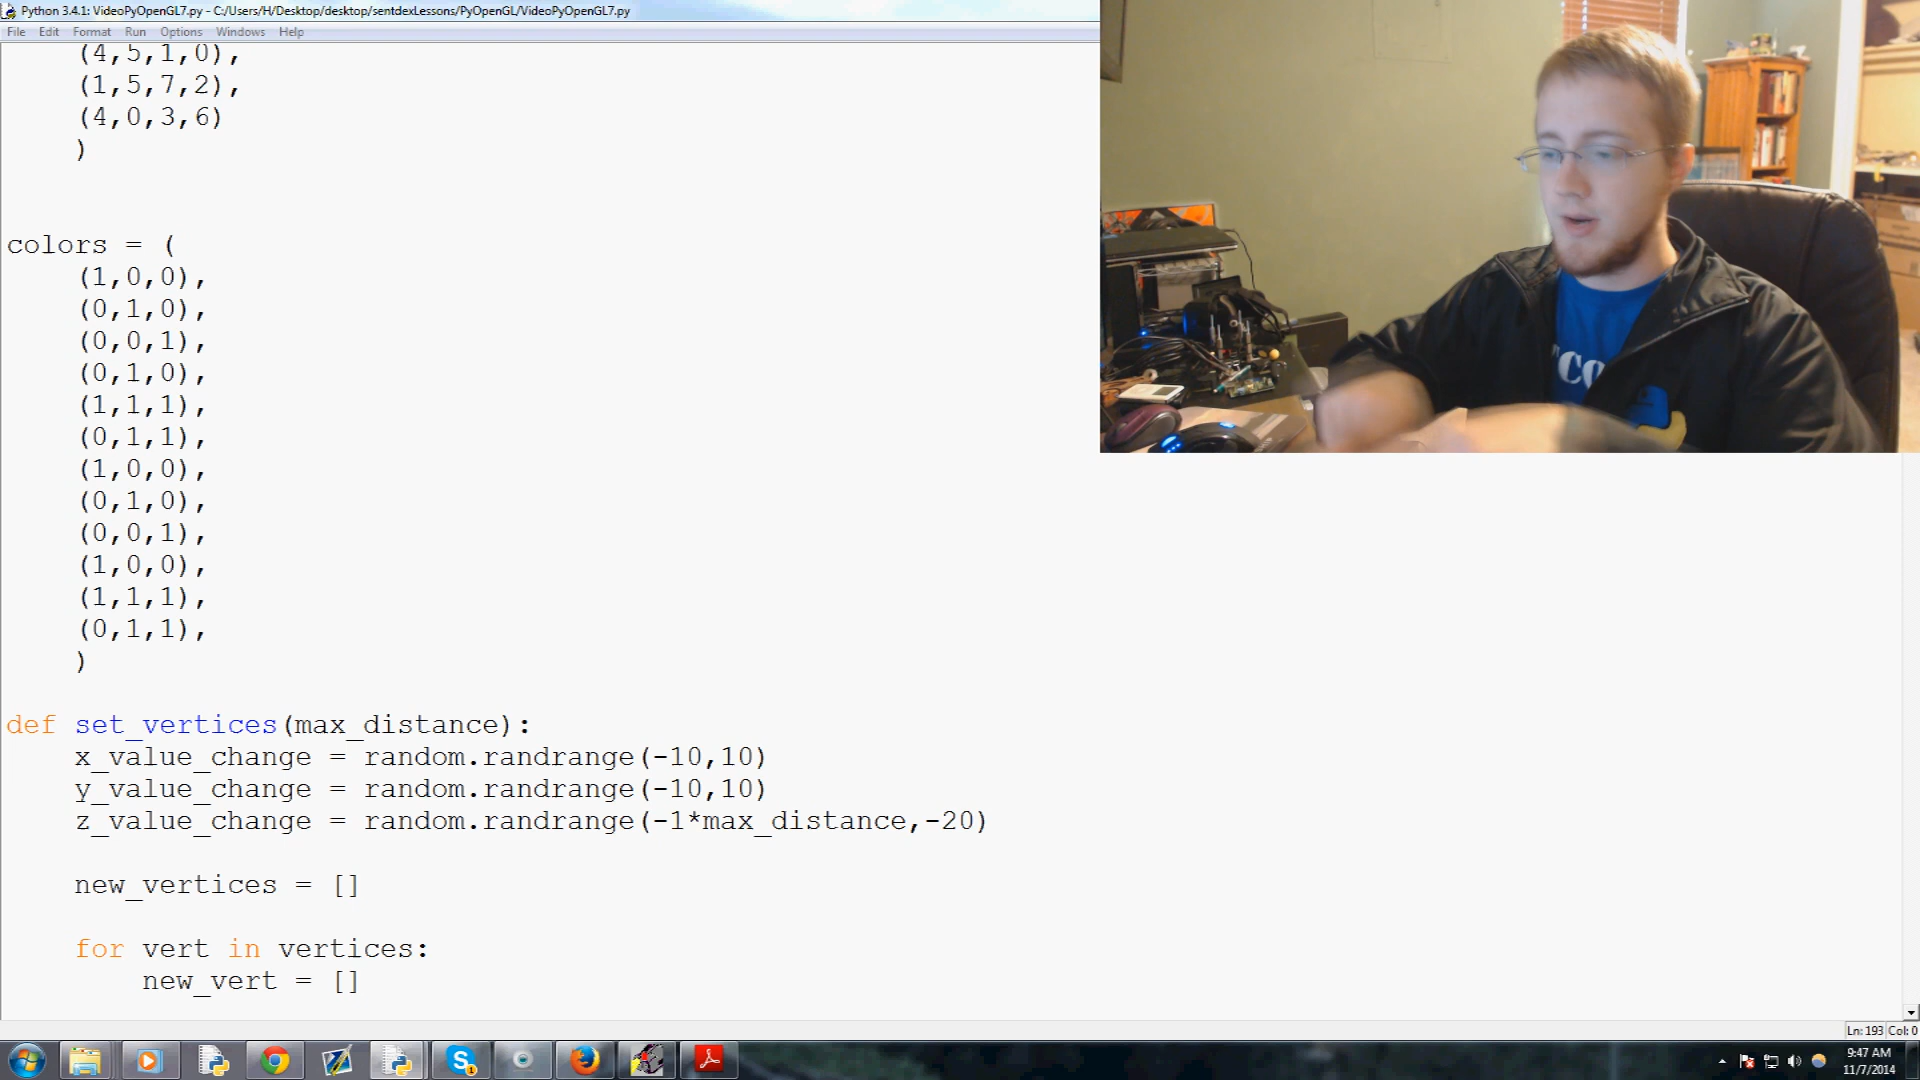 Python 3.4.1: VideoPyOpenGL7.py - C:/Users/H/Desktop/desktop/sentdexLessons/PyOpenGL/VideoPyOpenGL7.py
File Edit Format Run Options Windows Help
(4,5,1,0),
(1,5,7,2),
(4,0,3,6)
)
colors = (
(1,0,0),
(0,1,0),
(0,0,1),
(0,1,0),
(1,1,1),
(0,1,1),
(1,0,0),
(0,1,0),
(0,0,1),
(1,0,0),
(1,1,1),
(0,1,1),
)
def set_vertices(max_distance):
x_value_change = random.randrange(-10,10)
y_value_change = random.randrange(-10,10)
z_value_change = random.randrange(-1*max_distance,-20)
new_vertices = []
for vert in vertices:
new_vert = []
Ln: 193 Col: 0
9:47 AM
11/7/2014